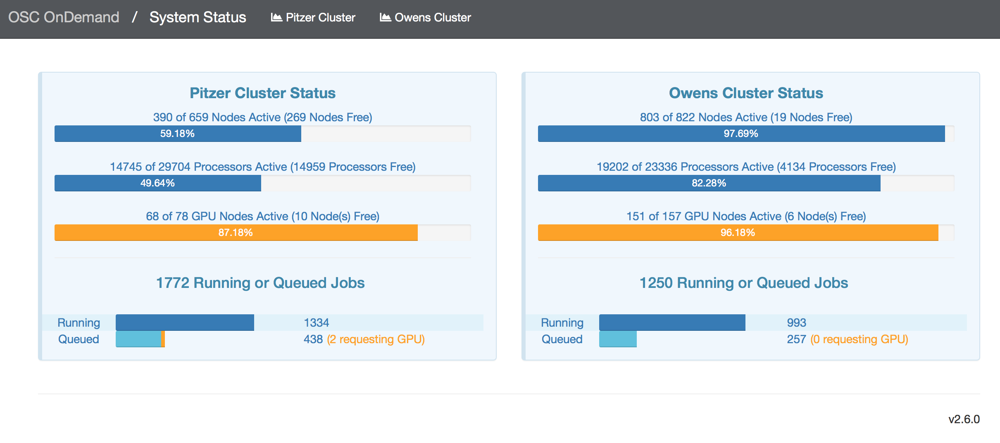 OSC OnDemand / System Status Pitzer Cluster Owens Cluster
Pitzer Cluster Status
390 of 659 Nodes Active (269 Nodes Free)
59.18%
14745 of 29704 Processors Active (14959 Processors Free)
49.64%
68 of 78 GPU Nodes Active (10 Node(s) Free)
87.18%
1772 Running or Queued Jobs
Running 1334
Queued 438 (2 requesting GPU)
Owens Cluster Status
803 of 822 Nodes Active (19 Nodes Free)
97.69%
19202 of 23336 Processors Active (4134 Processors Free)
82.28%
151 of 157 GPU Nodes Active (6 Node(s) Free)
96.18%
1250 Running or Queued Jobs
Running 993
Queued 257 (0 requesting GPU)
v2.6.0